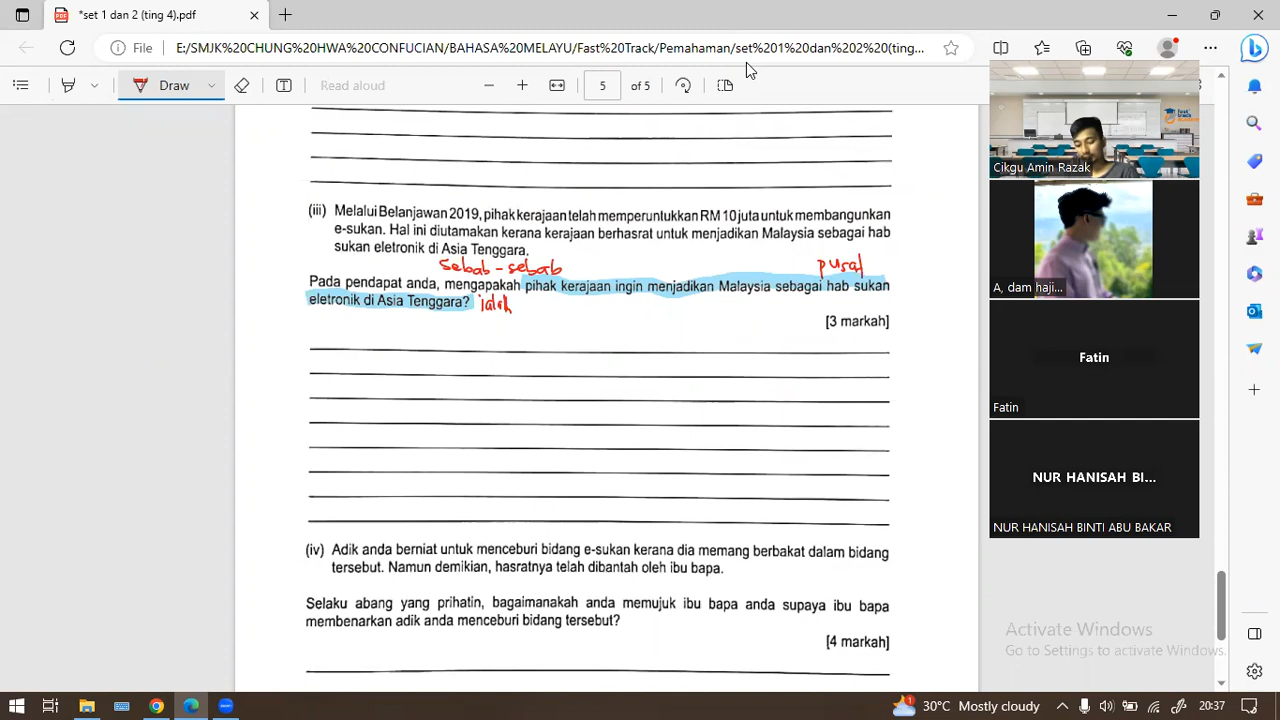 *set 1 dan 2 (ting 4).pdf
File E:/SMJK%20CHUNG%20HWA%20CONFUCIAN/BAHASA%20MELAYU/Fast%20Track/Pemahaman/set%201%20dan%202%20(ting...
Draw
Read aloud
5 of 5
(iii) Melalui Belanjawan 2019, pihak kerajaan telah memperuntukkan RM 10 juta untuk membangunkan
e-sukan. Hal ini diutamakan kerana kerajaan berhasrat untuk menjadikan Malaysia sebagai hab
sukan eletronik di Asia Tenggara.
sebab-sebab pusat
Pada pendapat anda, mengapakah pihak kerajaan ingin menjadikan Malaysia sebagai hab sukan
eletronik di Asia Tenggara? ialah
[3 markah]
(iv) Adik anda berniat untuk menceburi bidang e-sukan kerana dia memang berbakat dalam bidang
tersebut. Namun demikian, hasratnya telah dibantah oleh ibu bapa.
Selaku abang yang prihatin, bagaimanakah anda memujuk ibu bapa anda supaya ibu bapa
membenarkan adik anda menceburi bidang tersebut?
[4 markah]
Cikgu Amin Razak
A, dam haji...
Fatin
Fatin
NUR HANISAH BI...
NUR HANISAH BINTI ABU BAKAR
Activate Windows
Go to Settings to activate Windows.
1
30°C Mostly cloudy
20:37